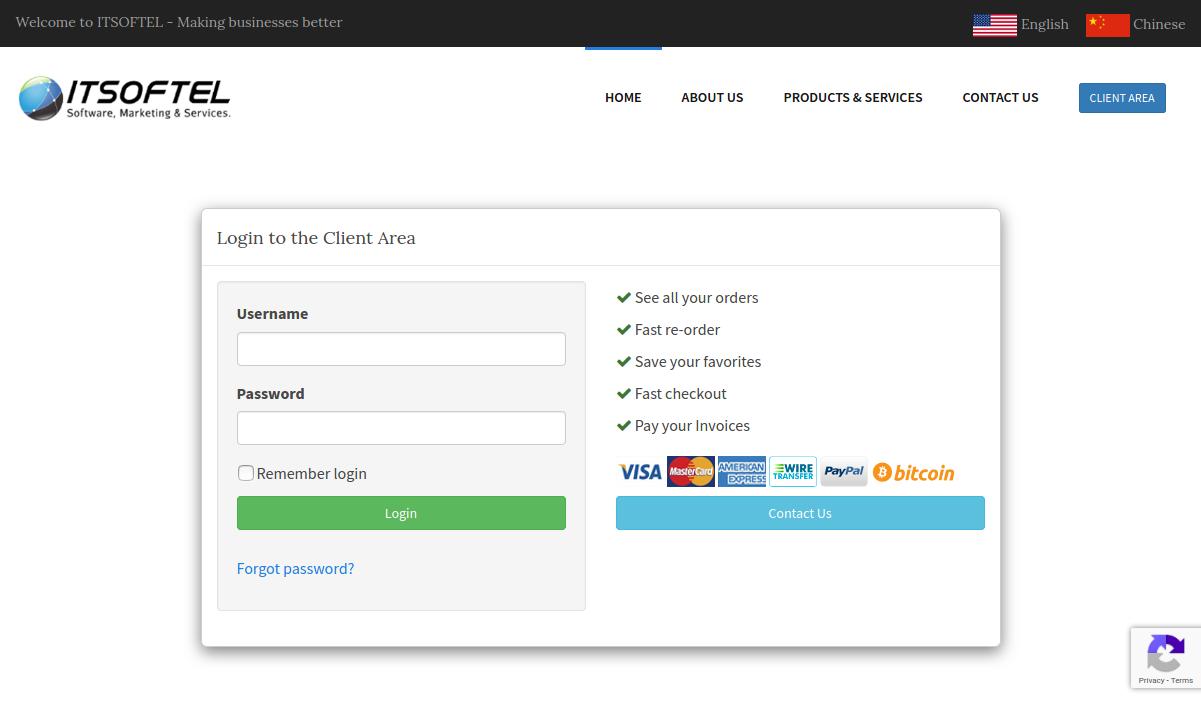 Welcome to ITSOFTEL - Making businesses better
English
Chinese
ITSOFTEL
Software, Marketing & Services.
HOME
ABOUT US
PRODUCTS & SERVICES
CONTACT US
CLIENT AREA
Login to the Client Area
Username
Password
Remember login
Login
Forgot password?
See all your orders
Fast re-order
Save your favorites
Fast checkout
Pay your Invoices
VISA
MasterCard
AMERICAN
EXPRESS
WIRE
TRANSFER
PayPal
bitcoin
Contact Us
Privacy - Terms